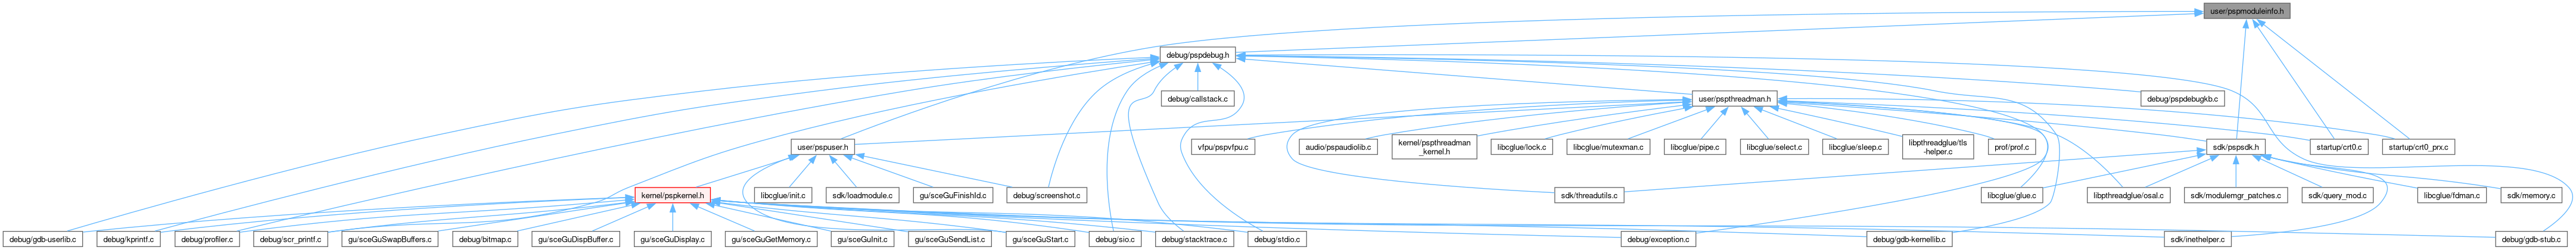 user/pspmoduleinfo.h
debug/pspdebug.h
debug/callstack.c
user/pspthreadman.h
debug/pspdebugkb.c
user/pspuser.h
vfpu/pspvfpu.c
audio/pspaudiolib.c
kernel/pspthreadman
_kernel.h
libcglue/lock.c
libcglue/mutexman.c
libcglue/pipe.c
libcglue/select.c
libcglue/sleep.c
libpthreadglue/tls
-helper.c
prof/prof.c
sdk/pspsdk.h
startup/crt0.c
startup/crt0_prx.c
kernel/pspkernel.h
libcglue/init.c
sdk/loadmodule.c
gu/sceGuFinishId.c
debug/screenshot.c
sdk/threadutils.c
libcglue/glue.c
libpthreadglue/osal.c
sdk/modulemgr_patches.c
sdk/query_mod.c
libcglue/fdman.c
sdk/memory.c
debug/gdb-userlib.c
debug/kprintf.c
debug/profiler.c
debug/scr_printf.c
gu/sceGuSwapBuffers.c
debug/bitmap.c
gu/sceGuDispBuffer.c
gu/sceGuDisplay.c
gu/sceGuGetMemory.c
gu/sceGuInit.c
gu/sceGuSendList.c
gu/sceGuStart.c
debug/sio.c
debug/stacktrace.c
debug/stdio.c
debug/exception.c
debug/gdb-kernellib.c
sdk/inethelper.c
debug/gdb-stub.c